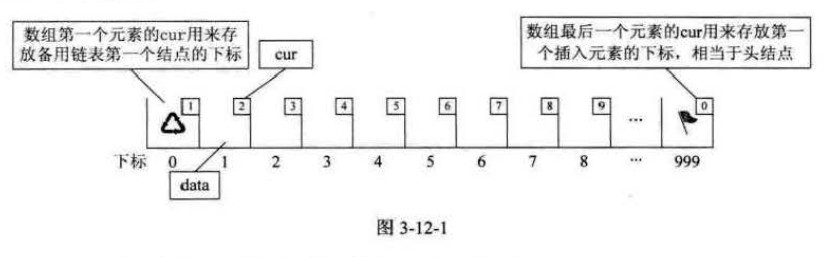 数组第一个元素的cur用来存
放备用链表第一个结点的下标
cur
数组最后一个元素的cur用来存放第一
个插入元素的下标，相当于头结点
1 2 3 4 5 6 7 8 9 … 0
下标 0 1 2 3 4 5 6 7 8 … 999
data
图 3-12-1